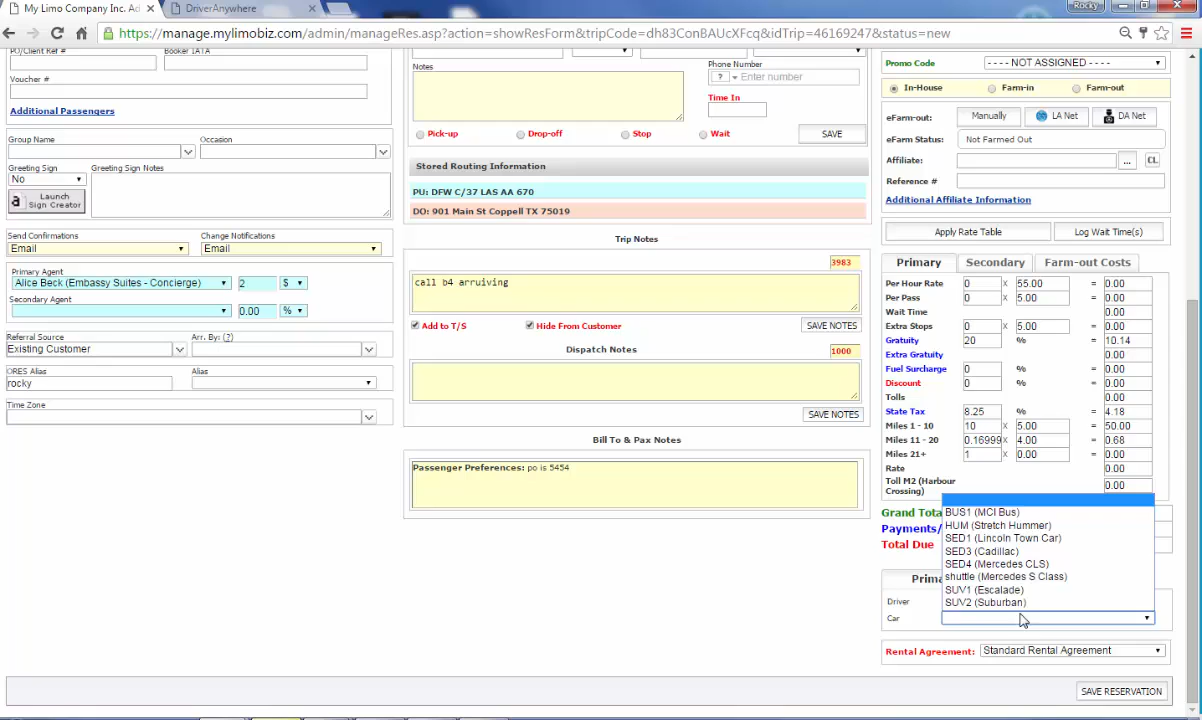 My Limo Company Inc. Ad
DriverAnywhere
Rocky
https://manage.mylimobiz.com/admin/manageRes.asp?action=showResForm&tripCode=dh83ConBAUcXFcq&idTrip=46169247&status=new
PO/Client Ref #
Booker IATA
Voucher #
Additional Passengers
Group Name
Occasion
Greeting Sign
Greeting Sign Notes
No
a Launch Sign Creator
Send Confirmations
Change Notifications
Email
Email
Primary Agent
Alice Beck (Embassy Suites - Concierge) 2 $
Secondary Agent
0.00 %
Referral Source
Arr. By: (?)
Existing Customer
ORES Alias
Alias
rocky
Time Zone
Notes
Phone Number
? Enter number
Time In
Pick-up Drop-off Stop Wait SAVE
Stored Routing Information
PU: DFW C/37 LAS AA 670
DO: 901 Main St Coppell TX 75019
Trip Notes
3983
call b4 arruiving
Add to T/S Hide From Customer SAVE NOTES
Dispatch Notes 1000
SAVE NOTES
Bill To & Pax Notes
Passenger Preferences: po is 5454
Promo Code - - - - NOT ASSIGNED - - - -
In-House Farm-in Farm-out
eFarm-out: Manually LA Net DA Net
eFarm Status: Not Farmed Out
Affiliate: ... CL
Reference #
Additional Affiliate Information
Apply Rate Table Log Wait Time(s)
Primary Secondary Farm-out Costs
Per Hour Rate 0 X 55.00 = 0.00
Per Pass 0 X 5.00 = 0.00
Wait Time = 0.00
Extra Stops 0 X 5.00 = 0.00
Gratuity 20 % = 10.14
Extra Gratuity = 0.00
Fuel Surcharge 0 % = 0.00
Discount 0 % = 0.00
Tolls = 0.00
State Tax 8.25 % = 4.18
Miles 1 - 10 10 X 5.00 = 50.00
Miles 11 - 20 0.16999 X 4.00 = 0.68
Miles 21+ 1 X 0.00 = 0.00
Rate = 0.00
Toll M2 (Harbour
Crossing) 0.00
Grand Tota
Payments/
Total Due
BUS1 (MCI Bus)
HUM (Stretch Hummer)
SED1 (Lincoln Town Car)
SED3 (Cadillac)
SED4 (Mercedes CLS)
shuttle (Mercedes S Class)
SUV1 (Escalade)
SUV2 (Suburban)
Prima
Driver
Car
Rental Agreement: Standard Rental Agreement
SAVE RESERVATION